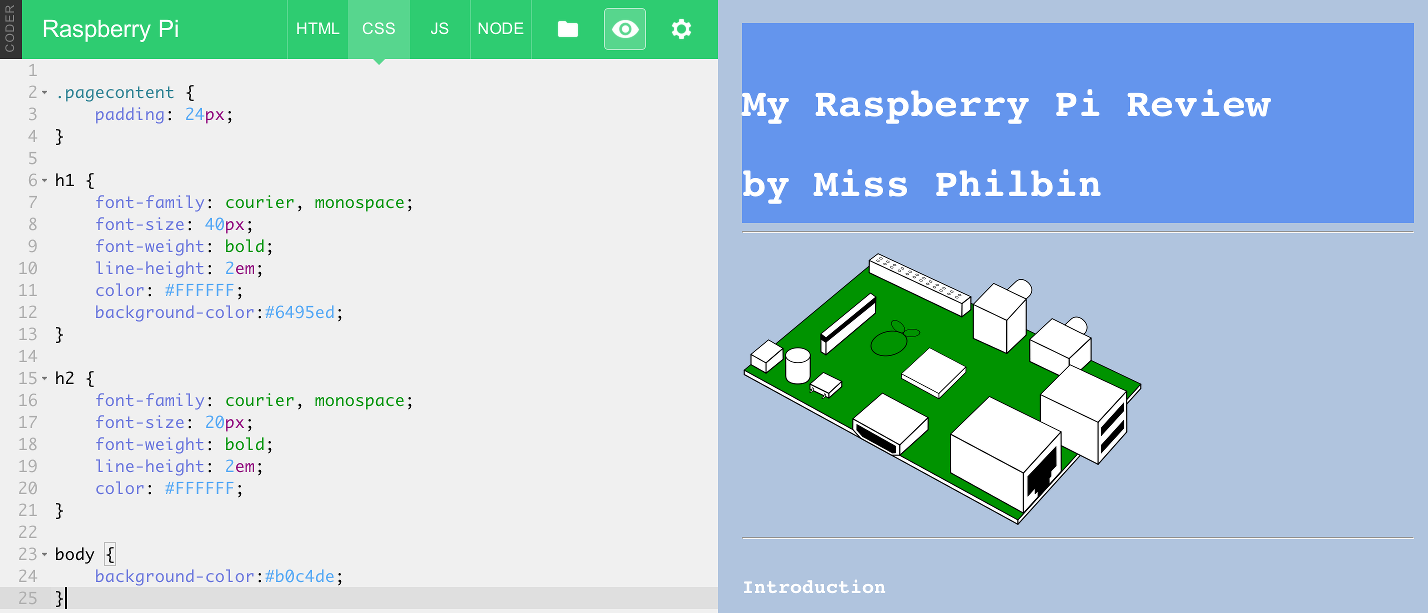 CODER
Raspberry Pi
HTML
CSS
JS
NODE
1
2 .pagecontent {
3 padding: 24px;
4 }
5
6 h1 {
7 font-family: courier, monospace;
8 font-size: 40px;
9 font-weight: bold;
10 line-height: 2em;
11 color: #FFFFFF;
12 background-color:#6495ed;
13 }
14
15 h2 {
16 font-family: courier, monospace;
17 font-size: 20px;
18 font-weight: bold;
19 line-height: 2em;
20 color: #FFFFFF;
21 }
22
23 body {
24 background-color:#b0c4de;
25 }
My Raspberry Pi Review
by Miss Philbin
Introduction